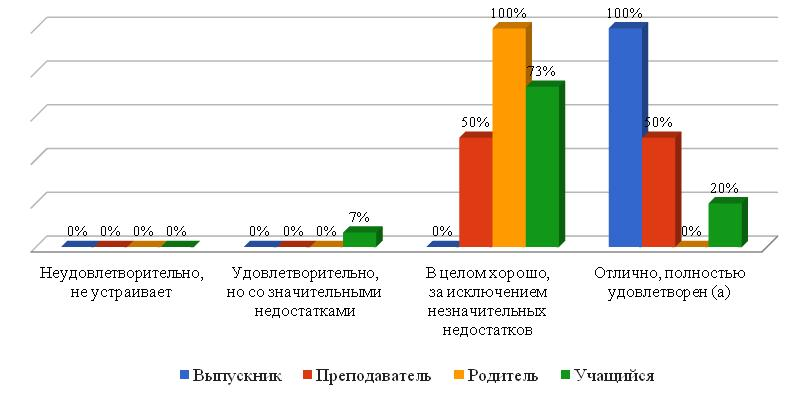 100%
100%
73%
50%
50%
20%
7%
0% 0% 0% 0%
0% 0% 0%
0%
0%
Неудовлетворительно,
не устраивает
Удовлетворительно,
но со значительными
недостатками
В целом хорошо,
за исключением
незначительных
недостатков
Отлично, полностью
удовлетворен (а)
Выпускник Преподаватель Родитель Учащийся